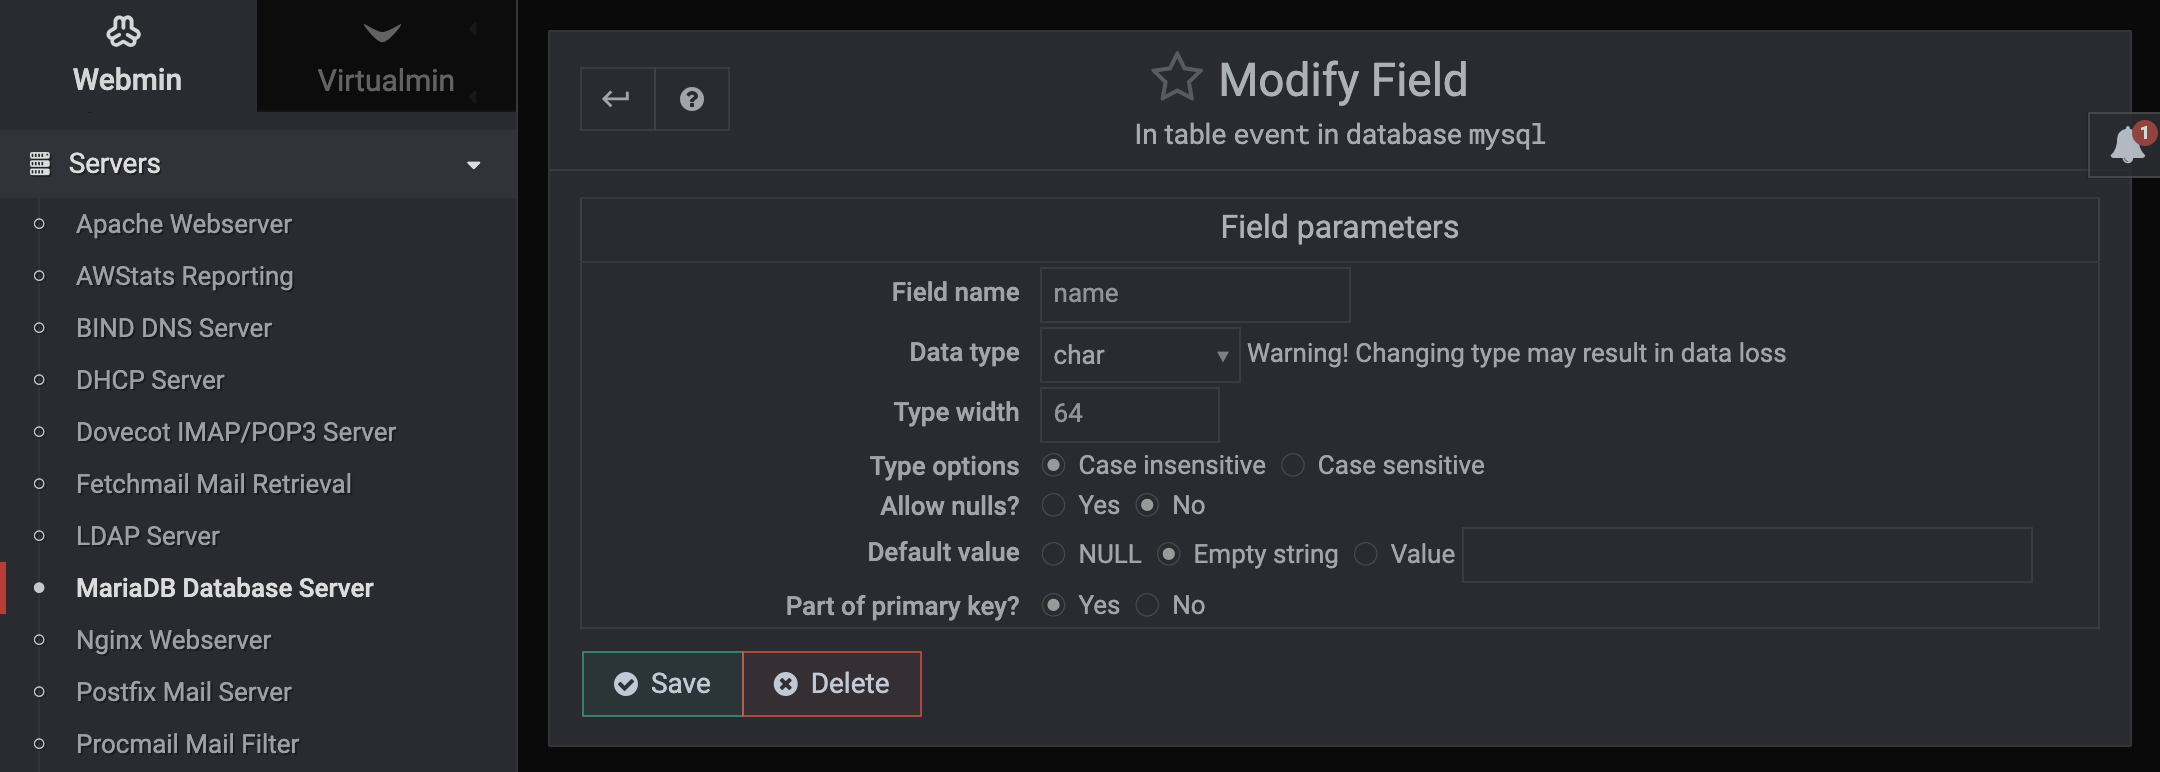 Webmin
Virtualmin
Servers
Apache Webserver
AWStats Reporting
BIND DNS Server
DHCP Server
Dovecot IMAP/POP3 Server
Fetchmail Mail Retrieval
LDAP Server
MariaDB Database Server
Nginx Webserver
Postfix Mail Server
Procmail Mail Filter
Modify Field
In table event in database mysql
1
Field parameters
Field name name
Data type char Warning! Changing type may result in data loss
Type width 64
Type options Case insensitive Case sensitive
Allow nulls? Yes No
Default value NULL Empty string Value
Part of primary key? Yes No
Save Delete